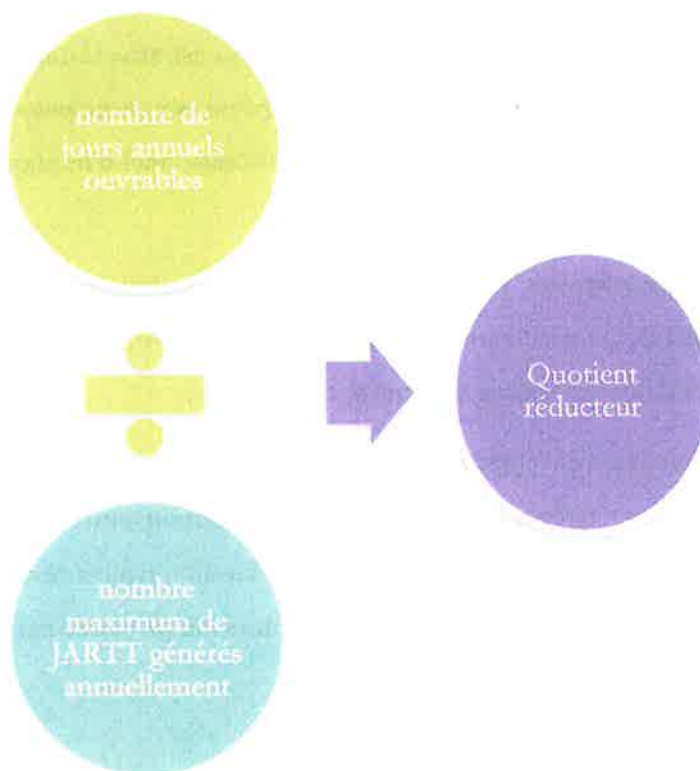 nombre de
jours annuels
ouvrables
Quotient
réducteur
nombre
maximum de
JARTT générés
annuellement